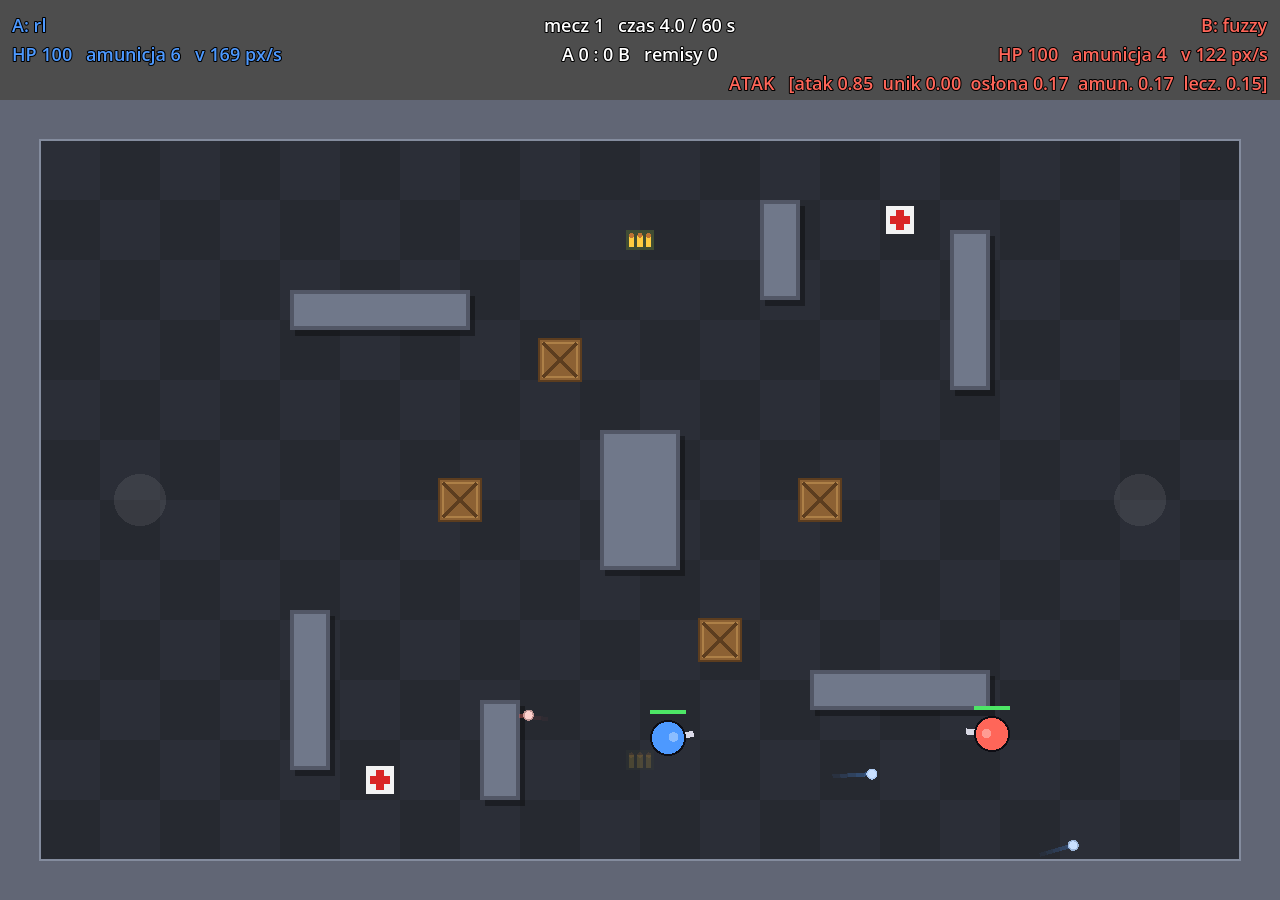 A: rl
mecz 1   czas 4.0 / 60 s
B: fuzzy
HP 100   amunicja 6   v 169 px/s
A 0 : 0 B   remisy 0
HP 100   amunicja 4   v 122 px/s
ATAK   [atak 0.85  unik 0.00  osłona 0.17  amun. 0.17  lecz. 0.15]